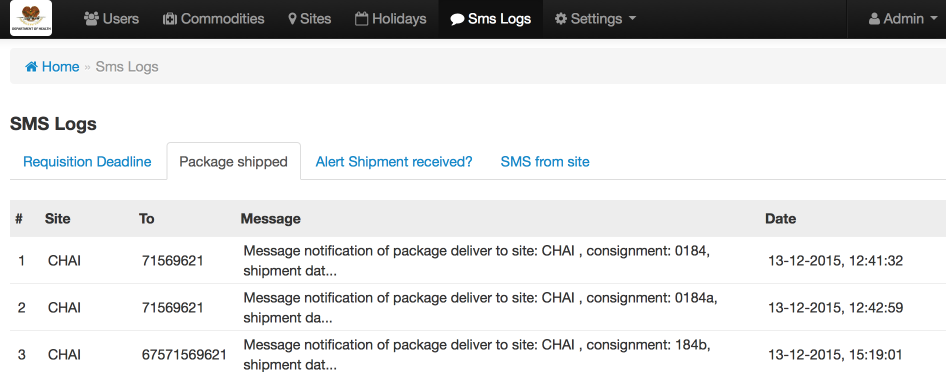 DEPARTMENT OF HEALTH
Users Commodities Sites Holidays Sms Logs Settings Admin
Home » Sms Logs
SMS Logs
Requisition Deadline Package shipped Alert Shipment received? SMS from site
# Site To Message Date
1 CHAI 71569621 Message notification of package deliver to site: CHAI , consignment: 0184, 13-12-2015, 12:41:32
shipment dat...
2 CHAI 71569621 Message notification of package deliver to site: CHAI , consignment: 0184a, 13-12-2015, 12:42:59
shipment da...
3 CHAI 67571569621 Message notification of package deliver to site: CHAI , consignment: 184b, 13-12-2015, 15:19:01
shipment dat...